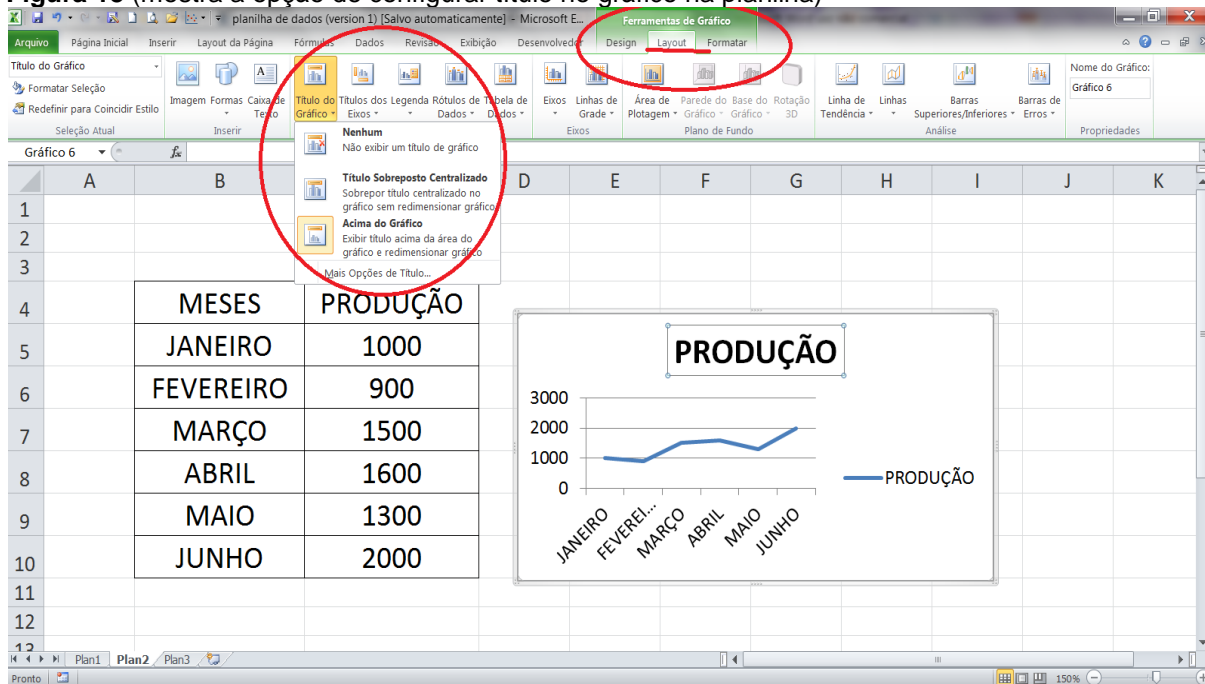 Figura 18 (mostra a opção de configurar título no gráfico na planilha)
planilha de dados (version 1) [Salvo automaticamente] - Microsoft E...
Ferramentas de Gráfico
Arquivo Página Inicial Inserir Layout da Página Fórmulas Dados Revisão Exibição Desenvolvedor Design Layout Formatar
Título do Gráfico
Formatar Seleção
Redefinir para Coincidir Estilo
Seleção Atual
Imagem Formas Caixa de Texto
Inserir
Título do Gráfico Títulos dos Eixos Legenda Rótulos de Dados Tabela de Dados
Eixos Linhas de Grade
Eixos
Área de Plotagem Parede do Gráfico Base do Gráfico Rotação 3D
Plano de Fundo
Linha de Tendência Linhas Barras Superiores/Inferiores Barras de Erros
Análise
Nome do Gráfico:
Gráfico 6
Propriedades
Nenhum
Não exibir um título de gráfico
Título Sobreposto Centralizado
Sobrepor título centralizado no
gráfico sem redimensionar gráfico
Acima do Gráfico
Exibir título acima da área do
gráfico e redimensionar gráfico
Mais Opções de Título...
Gráfico 6 fx
A B D E F G H I J K
1
2
3
4 MESES PRODUÇÃO
5 JANEIRO 1000
6 FEVEREIRO 900
7 MARÇO 1500
8 ABRIL 1600
9 MAIO 1300
10 JUNHO 2000
11
12
13
PRODUÇÃO
3000
2000
1000
0
JANEIRO FEVEREI... MARÇO ABRIL MAIO JUNHO
PRODUÇÃO
Plan1 Plan2 Plan3
Pronto 150%